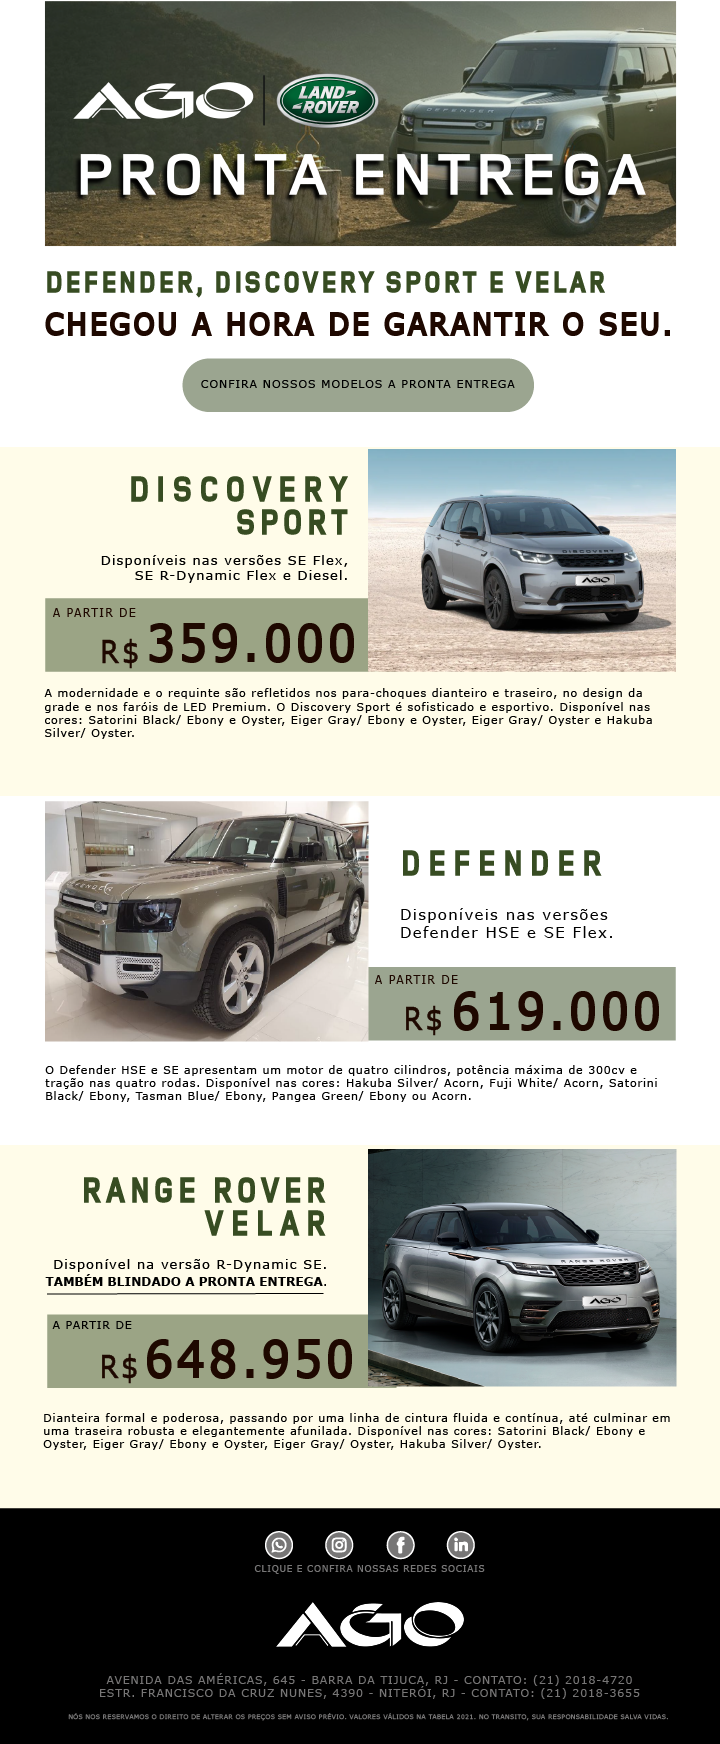 AGO
LAND ROVER
DEFENDER
PRONTA ENTREGA
DEFENDER, DISCOVERY SPORT E VELAR
CHEGOU A HORA DE GARANTIR O SEU.
CONFIRA NOSSOS MODELOS A PRONTA ENTREGA
DISCOVERY
SPORT
Disponíveis nas versões SE Flex,
SE R-Dynamic Flex e Diesel.
A PARTIR DE
R$ 359.000
DISCOVERY
AGO
A modernidade e o requinte são refletidos nos para-choques dianteiro e traseiro, no design da
grade e nos faróis de LED Premium. O Discovery Sport é sofisticado e esportivo. Disponível nas
cores: Satorini Black/ Ebony e Oyster, Eiger Gray/ Ebony e Oyster, Eiger Gray/ Oyster e Hakuba
Silver/ Oyster.
DEFENDER
DEFENDER
Disponíveis nas versões
Defender HSE e SE Flex.
A PARTIR DE
R$ 619.000
O Defender HSE e SE apresentam um motor de quatro cilindros, potência máxima de 300cv e
tração nas quatro rodas. Disponível nas cores: Hakuba Silver/ Acorn, Fuji White/ Acorn, Satorini
Black/ Ebony, Tasman Blue/ Ebony, Pangea Green/ Ebony ou Acorn.
RANGE ROVER
VELAR
Disponível na versão R-Dynamic SE.
TAMBÉM BLINDADO A PRONTA ENTREGA.
A PARTIR DE
R$ 648.950
RANGE ROVER
AGO
Dianteira formal e poderosa, passando por uma linha de cintura fluida e contínua, até culminar em
uma traseira robusta e elegantemente afunilada. Disponível nas cores: Satorini Black/ Ebony e
Oyster, Eiger Gray/ Ebony e Oyster, Eiger Gray/ Oyster, Hakuba Silver/ Oyster.
CLIQUE E CONFIRA NOSSAS REDES SOCIAIS
AGO
AVENIDA DAS AMÉRICAS, 645 - BARRA DA TIJUCA, RJ - CONTATO: (21) 2018-4720
ESTR. FRANCISCO DA CRUZ NUNES, 4390 - NITERÓI, RJ - CONTATO: (21) 2018-3655
NÓS NOS RESERVAMOS O DIREITO DE ALTERAR OS PREÇOS SEM AVISO PRÉVIO. VALORES VÁLIDOS NA TABELA 2021. NO TRANSITO, SUA RESPONSABILIDADE SALVA VIDAS.